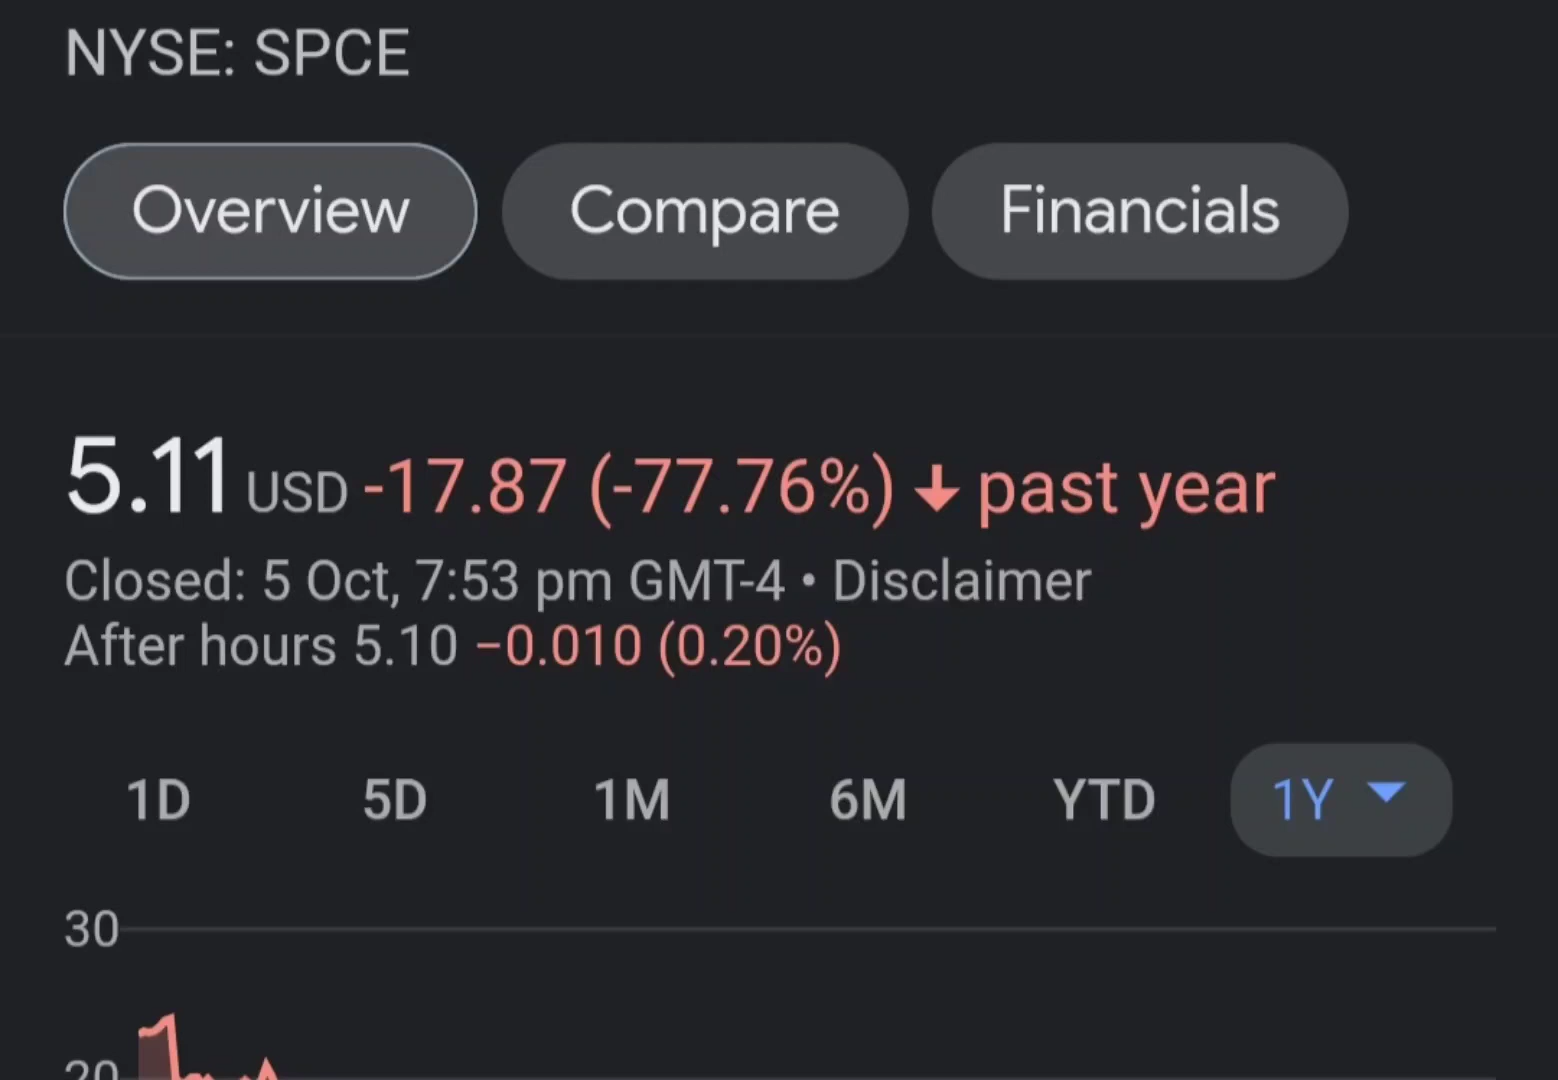 NYSE: SPCE
Overview Compare Financials
5.11 USD -17.87 (-77.76%) ↓ past year
Closed: 5 Oct, 7:53 pm GMT-4 • Disclaimer
After hours 5.10 −0.010 (0.20%)
1D 5D 1M 6M YTD 1Y
30
20